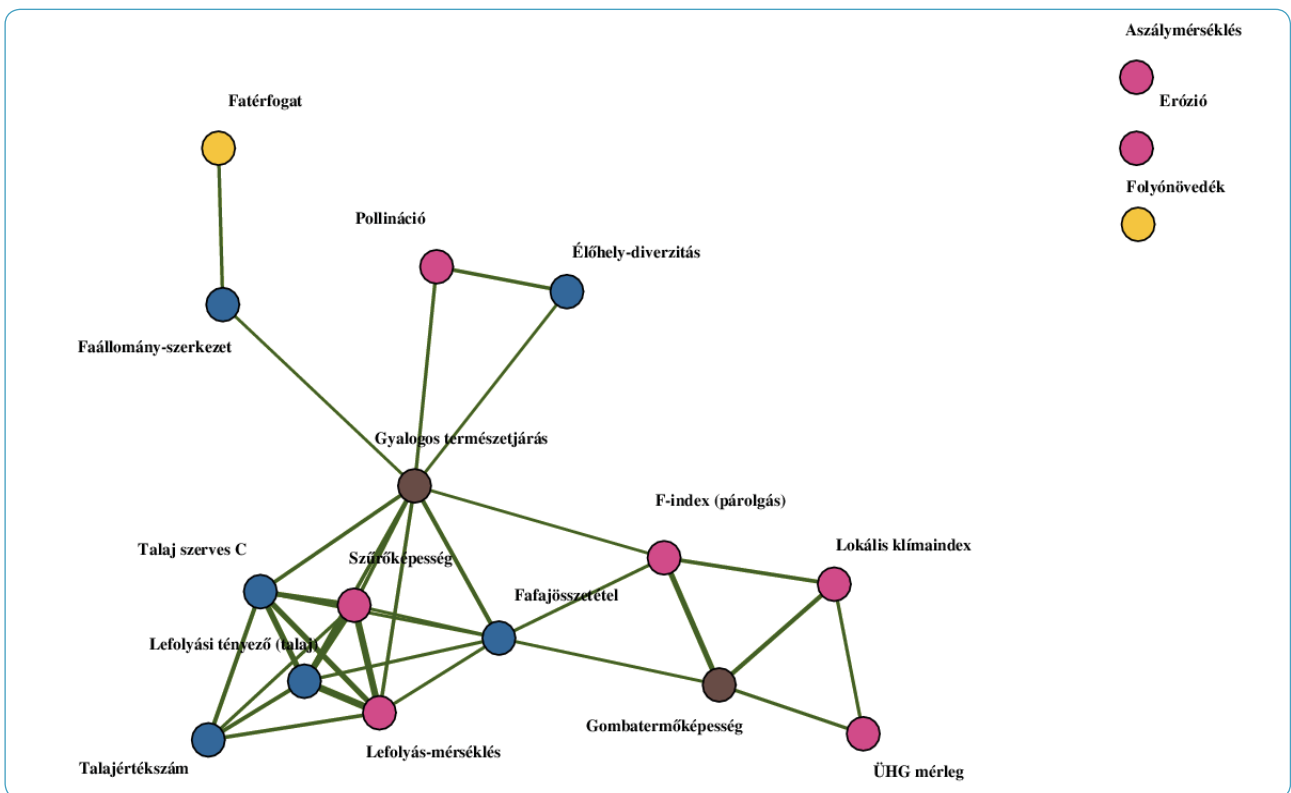 Aszálymérséklés
Fatérfogat
Erózió
Folyónövedék
Pollináció
Élőhely-diverzitás
Faállomány-szerkezet
Gyalogos természetjárás
F-index (párolgás)
Talaj szerves C
Szűrőképesség
Lokális klímaindex
Fafajösszetétel
Lefolyási tényező (talaj)
Gombatermőképesség
Lefolyás-mérséklés
Talajértékszám
ÜHG mérleg